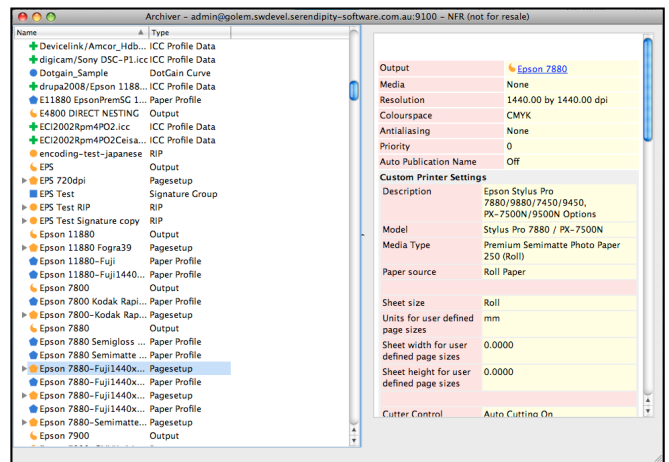 Archiver – admin@golem.swdevel.serendipity-software.com.au:9100 – NFR (not for resale)
Name Type
Devicelink/Amcor_Hdb... ICC Profile Data
digicam/Sony DSC-P1.icc ICC Profile Data
Dotgain_Sample DotGain Curve
drupa2008/Epson 1188... ICC Profile Data
E11880 EpsonPremSG 1... Paper Profile
E4800 DIRECT NESTING Output
ECI2002Rpm4PO2.icc ICC Profile Data
ECI2002Rpm4PO2Ceisa... ICC Profile Data
encoding-test-japanese RIP
EPS Output
EPS 720dpi Pagesetup
EPS Test Signature Group
EPS Test RIP RIP
EPS Test Signature copy RIP
Epson 11880 Output
Epson 11880 Fogra39 Pagesetup
Epson 11880-Fuji Paper Profile
Epson 11880-Fuji1440... Paper Profile
Epson 7800 Output
Epson 7800 Kodak Rapi... Paper Profile
Epson 7800-Kodak Rap... Pagesetup
Epson 7880 Output
Epson 7880 Semigloss ... Paper Profile
Epson 7880 Semimatte ... Paper Profile
Epson 7880-Fuji1440x... Pagesetup
Epson 7880-Fuji1440x... Paper Profile
Epson 7880-Fuji1440x... Pagesetup
Epson 7880-Fuji1440x... Paper Profile
Epson 7880-Semimatte... Pagesetup
Epson 7900 Output
Output Epson 7880
Media None
Resolution 1440.00 by 1440.00 dpi
Colourspace CMYK
Antialiasing None
Priority 0
Auto Publication Name Off
Custom Printer Settings
Description Epson Stylus Pro
7880/9880/7450/9450,
PX-7500N/9500N Options
Model Stylus Pro 7880 / PX-7500N
Media Type Premium Semimatte Photo Paper
250 (Roll)
Paper source Roll Paper
Sheet size Roll
Units for user defined mm
page sizes
Sheet width for user 0.0000
defined page sizes
Sheet height for user 0.0000
defined page sizes
Cutter Control Auto Cutting On